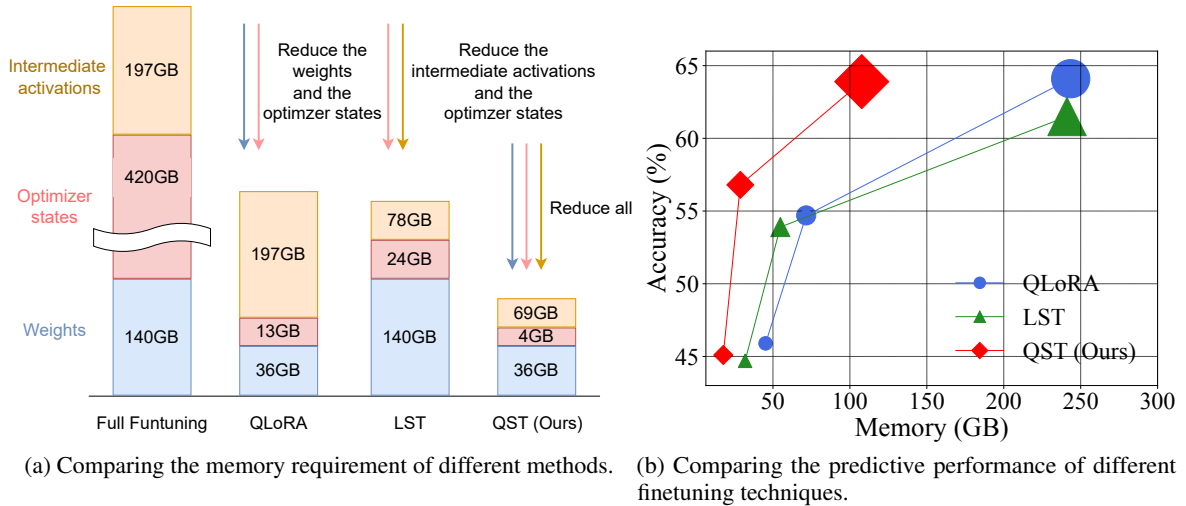 Intermediate
activations
Optimizer
states
Weights
197GB
420GB
140GB
Full Funtuning
197GB
13GB
36GB
QLoRA
78GB
24GB
140GB
LST
69GB
4GB
36GB
QST (Ours)
Reduce the
weights
and the
optimzer states
Reduce the
intermediate activations
and the
optimzer states
Reduce all
(a) Comparing the memory requirement of different methods.
Accuracy (%)
65
60
55
50
45
50
100
150
200
250
300
Memory (GB)
QLoRA
LST
QST (Ours)
(b) Comparing the predictive performance of different
finetuning techniques.